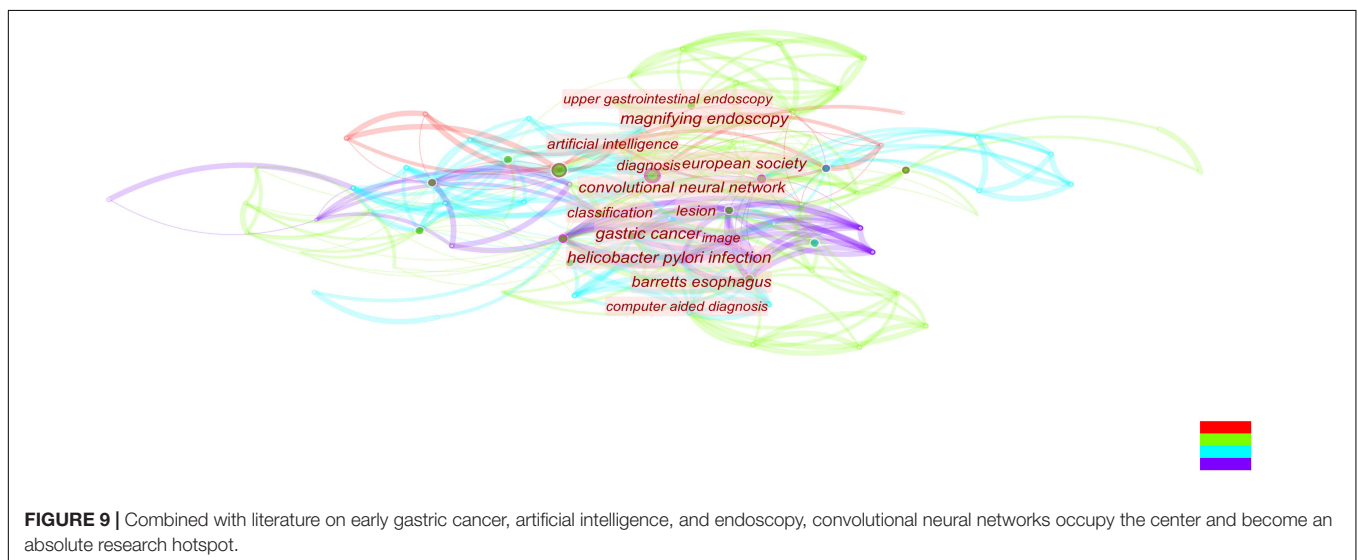 upper gastrointestinal endoscopy
magnifying endoscopy
artificial intelligence
diagnosis european society
convolutional neural network
classification lesion
gastric cancer image
helicobacter pylori infection
barretts esophagus
computer aided diagnosis
FIGURE 9 | Combined with literature on early gastric cancer, artificial intelligence, and endoscopy, convolutional neural networks occupy the center and become an
absolute research hotspot.